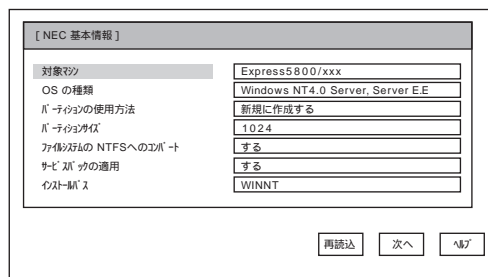 [ NEC 基本情報 ]
対象ﾏｼﾝ Express5800/xxx
OS の種類 Windows NT4.0 Server, Server E.E
ﾊﾟｰﾃｨｼｮﾝの使用方法 新規に作成する
ﾊﾟｰﾃｨｼｮﾝｻｲｽﾞ 1024
ﾌｧｲﾙｼｽﾃﾑの NTFSへのｺﾝﾊﾞｰﾄ する
ｻｰﾋﾞｽﾊﾟｯｸの適用 する
ｲﾝｽﾄｰﾙﾊﾟｽ WINNT
再読込 次へ ﾍﾙﾌﾟ